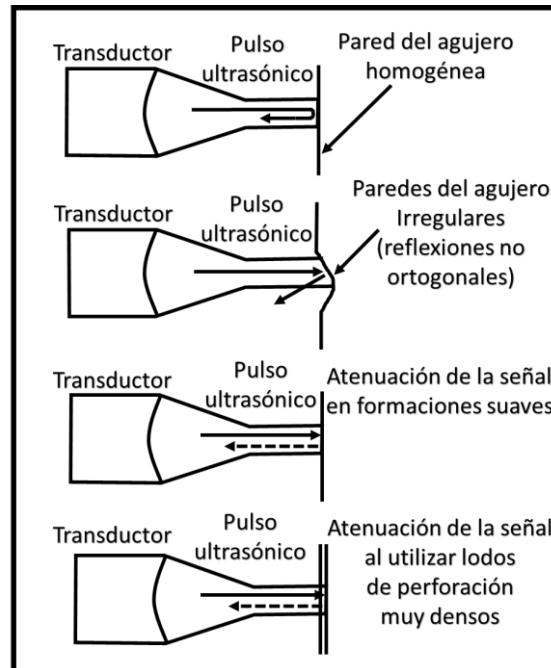 Transductor
Pulso
ultrasónico
Pared del agujero
homogénea
Transductor
Pulso
ultrasónico
Paredes del agujero
Irregulares
(reflexiones no
ortogonales)
Transductor
Pulso
ultrasónico
Atenuación de la señal
en formaciones suaves
Transductor
Pulso
ultrasónico
Atenuación de la señal
al utilizar lodos
de perforación
muy densos